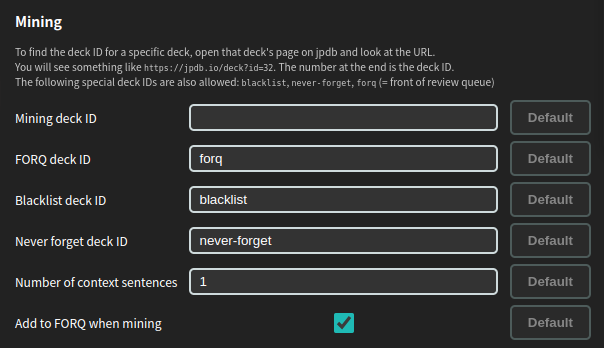 Mining
To find the deck ID for a specific deck, open that deck's page on jpdb and look at the URL.
You will see something like https://jpdb.io/deck?id=32. The number at the end is the deck ID.
The following special deck IDs are also allowed: blacklist, never-forget, forq (= front of review queue)
Mining deck ID Default
FORQ deck ID forq Default
Blacklist deck ID blacklist Default
Never forget deck ID never-forget Default
Number of context sentences 1 Default
Add to FORQ when mining Default